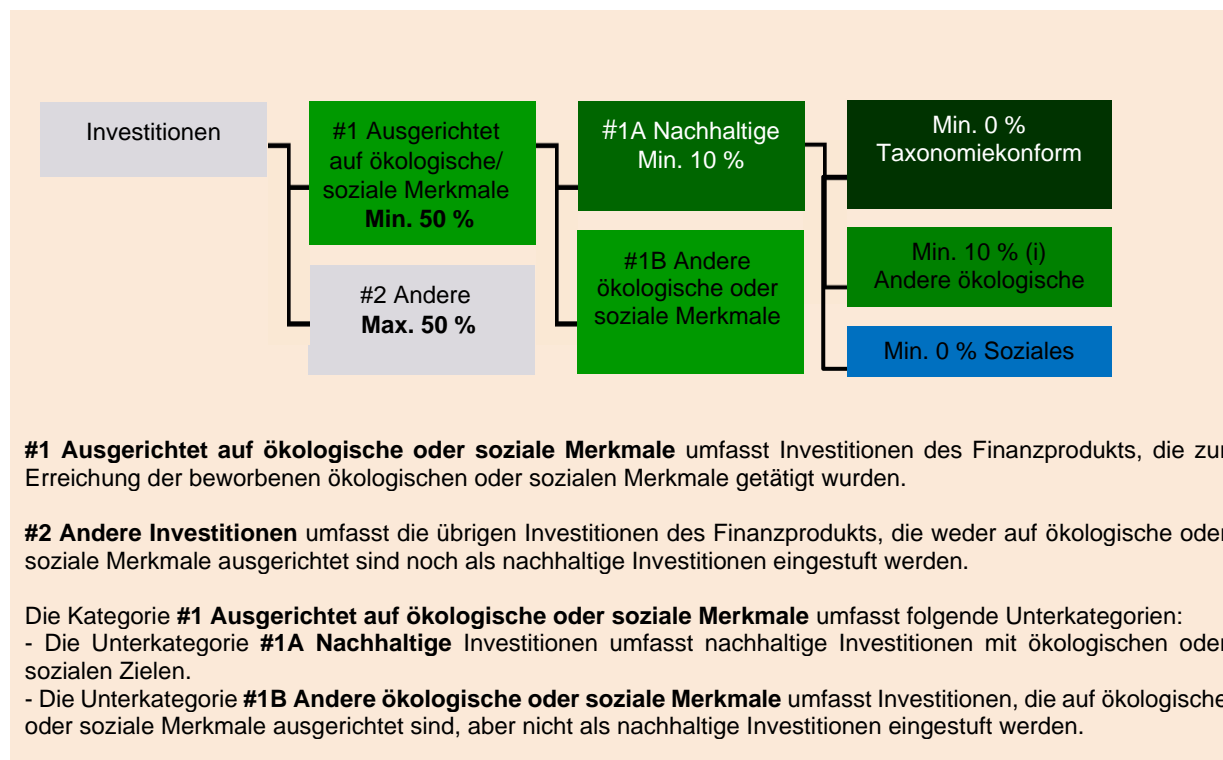 Investitionen
#1 Ausgerichtet
auf ökologische/
soziale Merkmale
Min. 50 %
#2 Andere
Max. 50 %
#1A Nachhaltige
Min. 10 %
#1B Andere
ökologische oder
soziale Merkmale
Min. 0 %
Taxonomiekonform
Min. 10 % (i)
Andere ökologische
Min. 0 % Soziales
#1 Ausgerichtet auf ökologische oder soziale Merkmale umfasst Investitionen des Finanzprodukts, die zur
Erreichung der beworbenen ökologischen oder sozialen Merkmale getätigt wurden.
#2 Andere Investitionen umfasst die übrigen Investitionen des Finanzprodukts, die weder auf ökologische oder
soziale Merkmale ausgerichtet sind noch als nachhaltige Investitionen eingestuft werden.
Die Kategorie #1 Ausgerichtet auf ökologische oder soziale Merkmale umfasst folgende Unterkategorien:
- Die Unterkategorie #1A Nachhaltige Investitionen umfasst nachhaltige Investitionen mit ökologischen oder
sozialen Zielen.
- Die Unterkategorie #1B Andere ökologische oder soziale Merkmale umfasst Investitionen, die auf ökologische
oder soziale Merkmale ausgerichtet sind, aber nicht als nachhaltige Investitionen eingestuft werden.